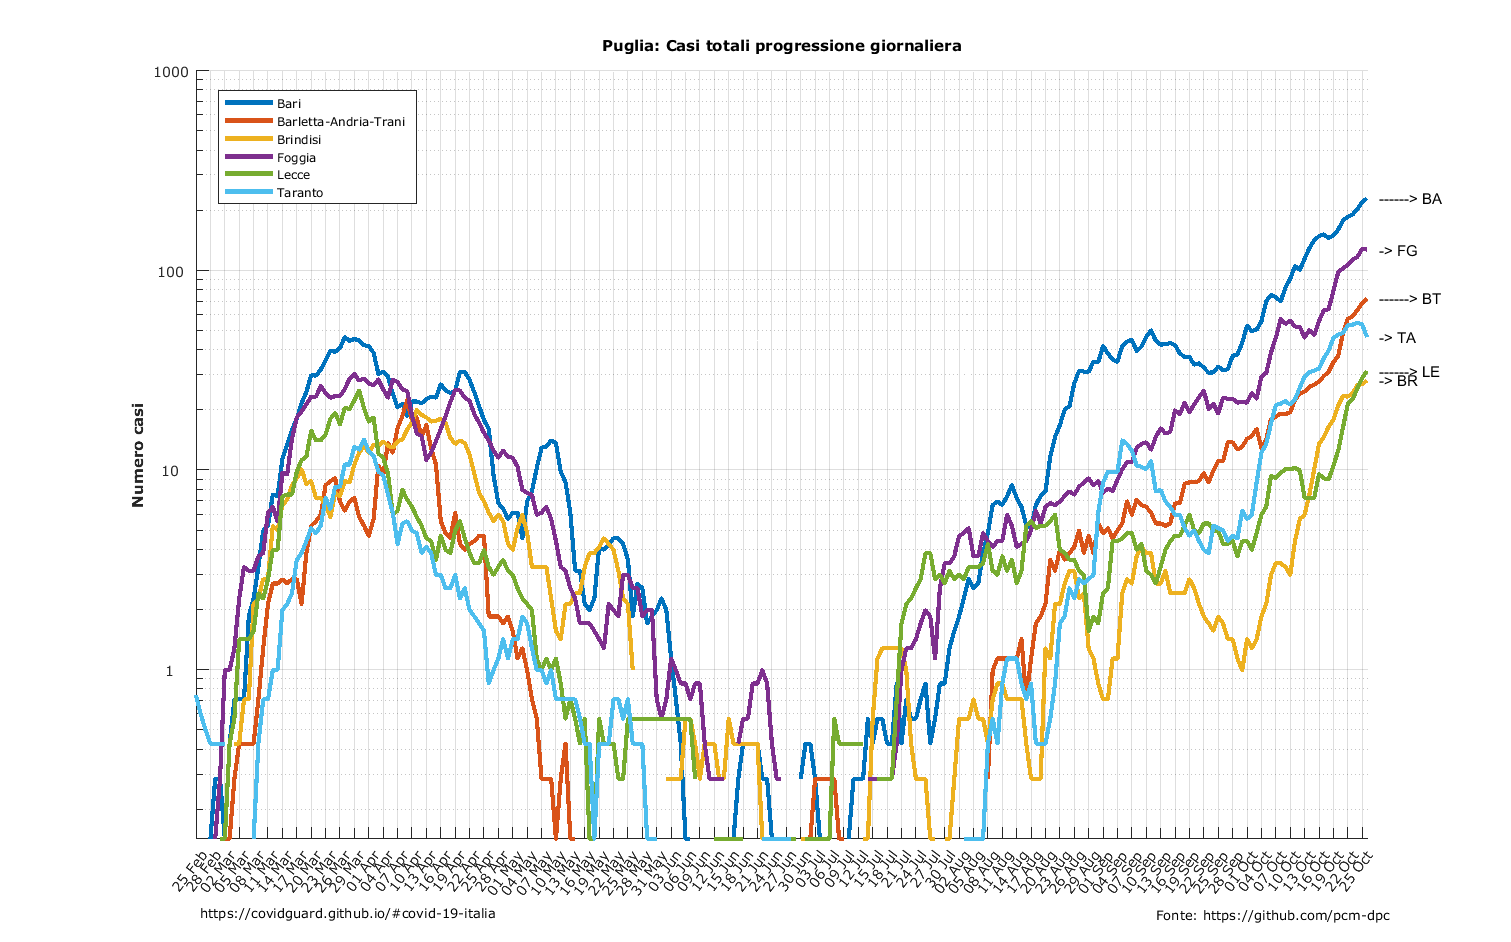 Puglia: Casi totali progressione giornaliera
1000
100
10
1
Numero casi
Bari
Barletta-Andria-Trani
Brindisi
Foggia
Lecce
Taranto
------> BA
-> FG
------> BT
-> TA
------> LE
-> BR
25 Feb
28 Feb
02 Mar
05 Mar
08 Mar
11 Mar
14 Mar
17 Mar
20 Mar
23 Mar
26 Mar
29 Mar
01 Apr
04 Apr
07 Apr
10 Apr
13 Apr
16 Apr
19 Apr
22 Apr
25 Apr
28 Apr
01 May
04 May
07 May
10 May
13 May
16 May
19 May
22 May
25 May
28 May
31 May
03 Jun
06 Jun
09 Jun
12 Jun
15 Jun
18 Jun
21 Jun
24 Jun
27 Jun
30 Jun
03 Jul
06 Jul
09 Jul
12 Jul
15 Jul
18 Jul
21 Jul
24 Jul
27 Jul
30 Jul
02 Aug
05 Aug
08 Aug
11 Aug
14 Aug
17 Aug
20 Aug
23 Aug
26 Aug
29 Aug
01 Sep
04 Sep
07 Sep
10 Sep
13 Sep
16 Sep
19 Sep
22 Sep
25 Sep
28 Sep
01 Oct
04 Oct
07 Oct
10 Oct
13 Oct
16 Oct
19 Oct
22 Oct
25 Oct
https://covidguard.github.io/#covid-19-italia
Fonte: https://github.com/pcm-dpc